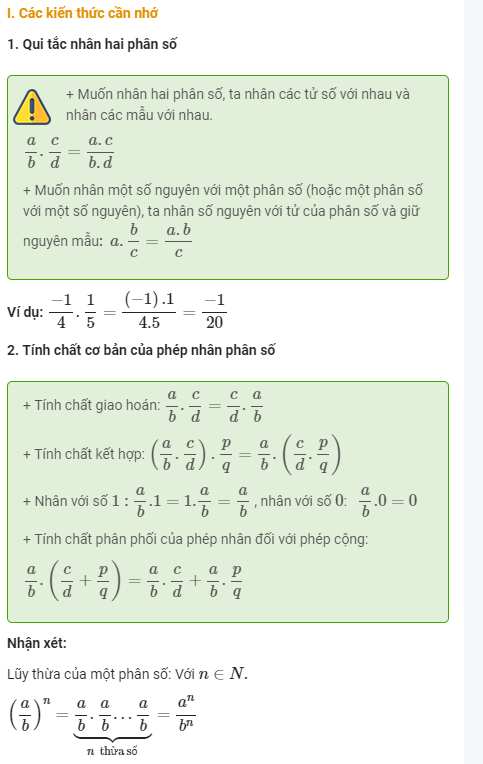 I. Các kiến thức cần nhớ
1. Qui tắc nhân hai phân số
+ Muốn nhân hai phân số, ta nhân các tử số với nhau và
nhân các mẫu với nhau.
a/b . c/d = a.c/b.d
+ Muốn nhân một số nguyên với một phân số (hoặc một phân số
với một số nguyên), ta nhân số nguyên với tử của phân số và giữ
nguyên mẫu: a. b/c = a.b/c
Ví dụ: −1/4 . 1/5 = (−1).1/4.5 = −1/20
2. Tính chất cơ bản của phép nhân phân số
+ Tính chất giao hoán: a/b . c/d = c/d . a/b
+ Tính chất kết hợp: (a/b . c/d) . p/q = a/b . (c/d . p/q)
+ Nhân với số 1 : a/b .1 = 1. a/b = a/b , nhân với số 0: a/b .0 = 0
+ Tính chất phân phối của phép nhân đối với phép cộng:
a/b . (c/d + p/q) = a/b . c/d + a/b . p/q
Nhận xét:
Lũy thừa của một phân số: Với n ∈ N.
(a/b)^n = a/b . a/b … a/b = a^n/b^n
n thừa số